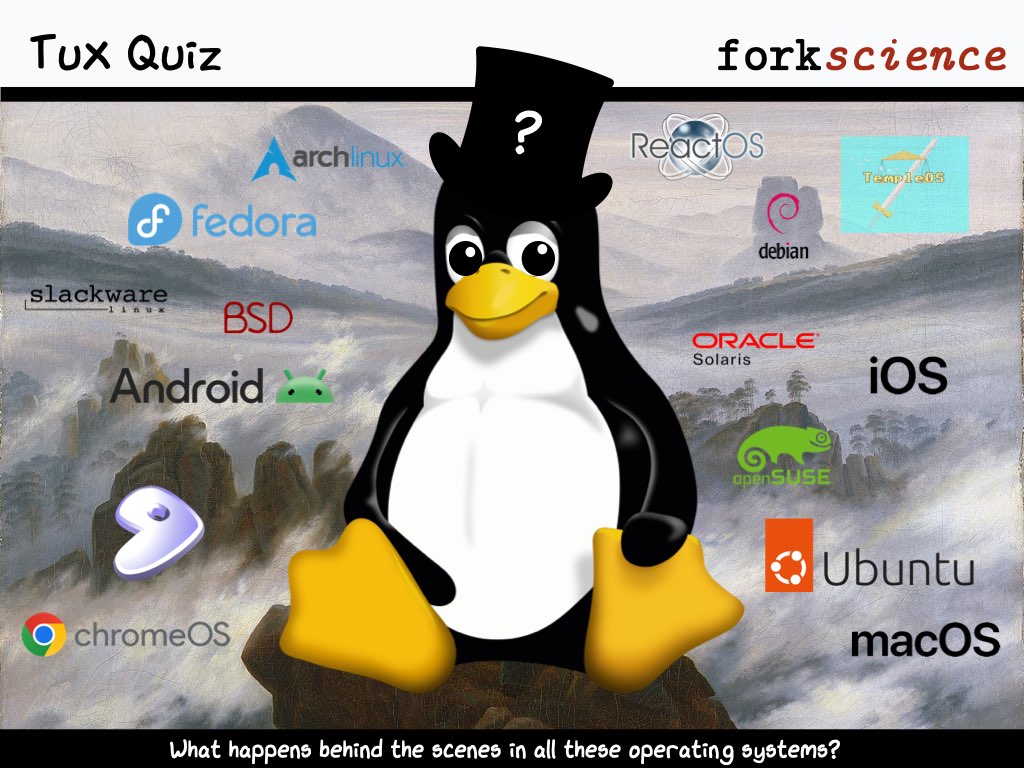 Tux Quiz
forkscience
?
archlinux
ReactOS
TempleOS
fedora
debian
slackware
linux
BSD
ORACLE®
Solaris
Android
iOS
openSUSE
Ubuntu
chromeOS
macOS
What happens behind the scenes in all these operating systems?